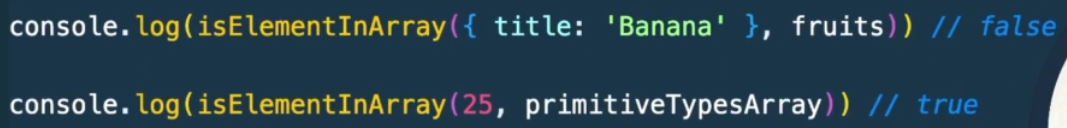 console.log(isElementInArray({ title: 'Banana' }, fruits)) // false
console.log(isElementInArray(25, primitiveTypesArray)) // true